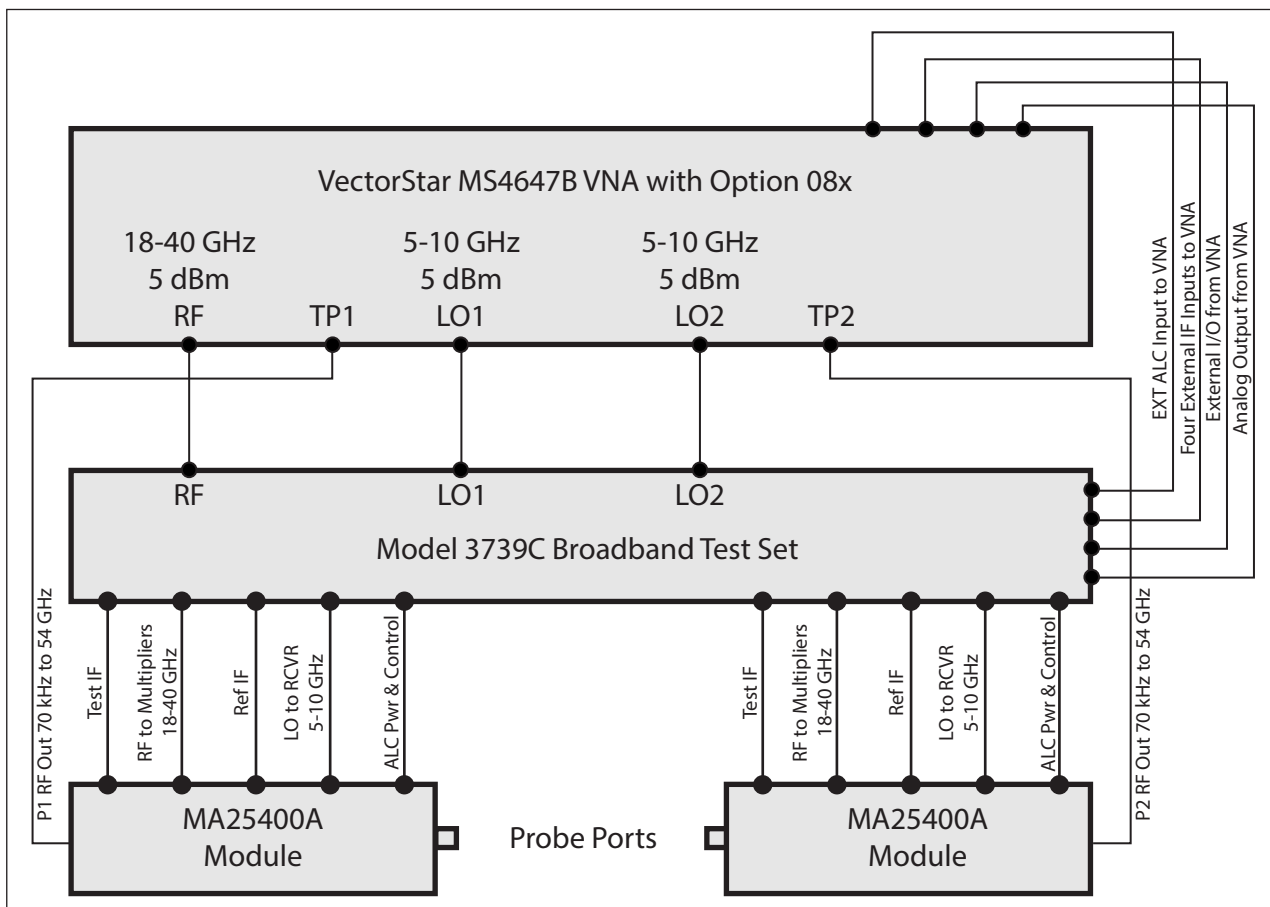 VectorStar MS4647B VNA with Option 08x
18-40 GHz
5 dBm
RF
TP1
5-10 GHz
5 dBm
LO1
5-10 GHz
5 dBm
LO2
TP2
EXT ALC Input to VNA
Four External IF Inputs to VNA
External I/O from VNA
Analog Output from VNA
RF
LO1
LO2
Model 3739C Broadband Test Set
P1 RF Out 70 kHz to 54 GHz
Test IF
RF to Multipliers
18-40 GHz
Ref IF
LO to RCVR
5-10 GHz
ALC Pwr & Control
Test IF
RF to Multipliers
18-40 GHz
Ref IF
LO to RCVR
5-10 GHz
ALC Pwr & Control
P2 RF Out 70 kHz to 54 GHz
MA25400A
Module
Probe Ports
MA25400A
Module